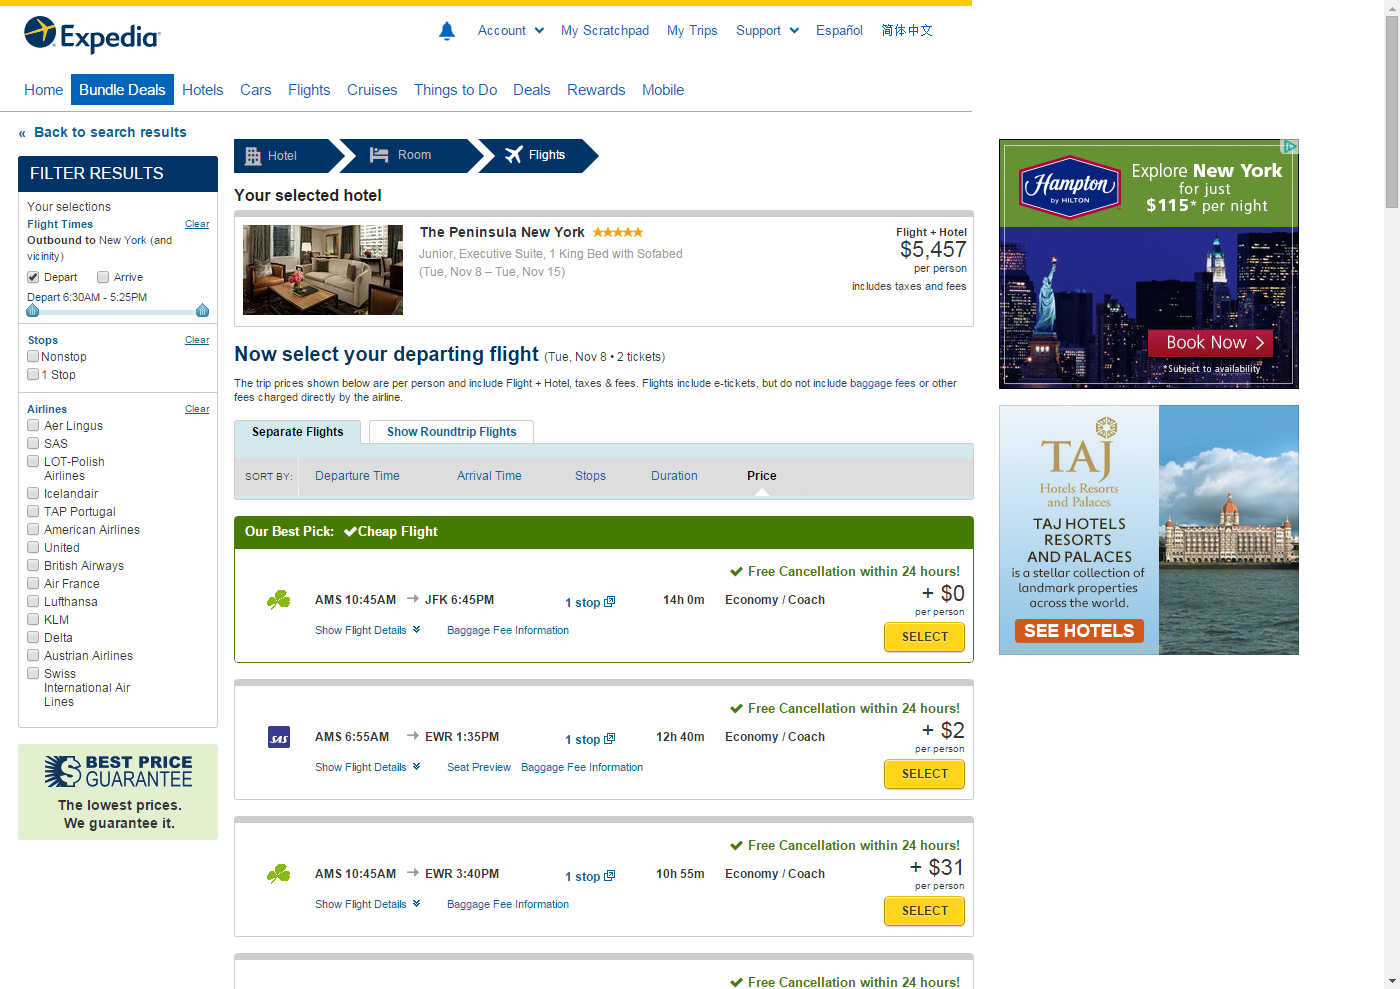 Expedia
Account
My Scratchpad
My Trips
Support
Español
简体中文
Home
Bundle Deals
Hotels
Cars
Flights
Cruises
Things to Do
Deals
Rewards
Mobile
« Back to search results
FILTER RESULTS
Your selections
Flight Times
Clear
Outbound to New York (and
vicinity)
Depart
Arrive
Depart 6:30AM - 5:25PM
Stops
Clear
Nonstop
1 Stop
Airlines
Clear
Aer Lingus
SAS
LOT-Polish
Airlines
Icelandair
TAP Portugal
American Airlines
United
British Airways
Air France
Lufthansa
KLM
Delta
Austrian Airlines
Swiss
International Air
Lines
BEST PRICE
GUARANTEE
The lowest prices.
We guarantee it.
Hotel
Room
Flights
Your selected hotel
The Peninsula New York
Junior, Executive Suite, 1 King Bed with Sofabed
(Tue, Nov 8 – Tue, Nov 15)
Flight + Hotel
$5,457
per person
includes taxes and fees
Now select your departing flight (Tue, Nov 8 • 2 tickets)
The trip prices shown below are per person and include Flight + Hotel, taxes & fees. Flights include e-tickets, but do not include baggage fees or other
fees charged directly by the airline.
Separate Flights
Show Roundtrip Flights
SORT BY:
Departure Time
Arrival Time
Stops
Duration
Price
Our Best Pick: Cheap Flight
Free Cancellation within 24 hours!
AMS 10:45AM
JFK 6:45PM
1 stop
14h 0m
Economy / Coach
+ $0
per person
Show Flight Details
Baggage Fee Information
SELECT
Free Cancellation within 24 hours!
SAS
AMS 6:55AM
EWR 1:35PM
1 stop
12h 40m
Economy / Coach
+ $2
per person
Show Flight Details
Seat Preview
Baggage Fee Information
SELECT
Free Cancellation within 24 hours!
AMS 10:45AM
EWR 3:40PM
1 stop
10h 55m
Economy / Coach
+ $31
per person
Show Flight Details
Baggage Fee Information
SELECT
Free Cancellation within 24 hours!
Hampton
BY HILTON
Explore New York
for just
$115* per night
Book Now
*Subject to availability
TAJ
Hotels Resorts
and Palaces
TAJ HOTELS
RESORTS
AND PALACES
is a stellar collection of
landmark properties
across the world.
SEE HOTELS